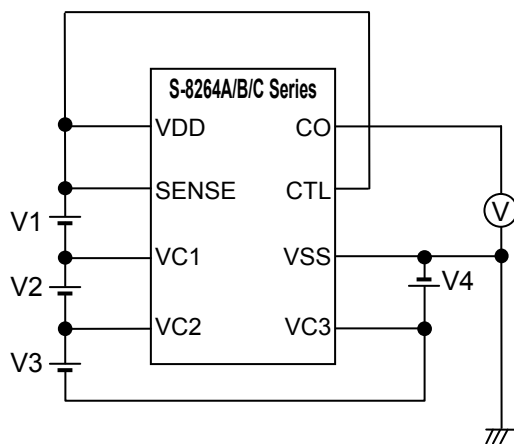 S-8264A/B/C Series
VDD
CO
SENSE
CTL
V1
VC1
VSS
V
V2
V4
VC2
VC3
V3